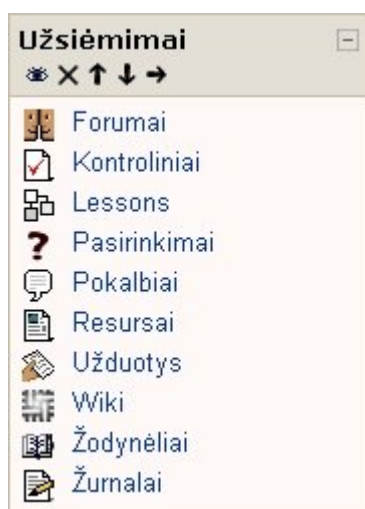 Užsiėmimai
Forumai
Kontroliniai
Lessons
Pasirinkimai
Pokalbiai
Resursai
Užduotys
Wiki
Žodynėliai
Žurnalai